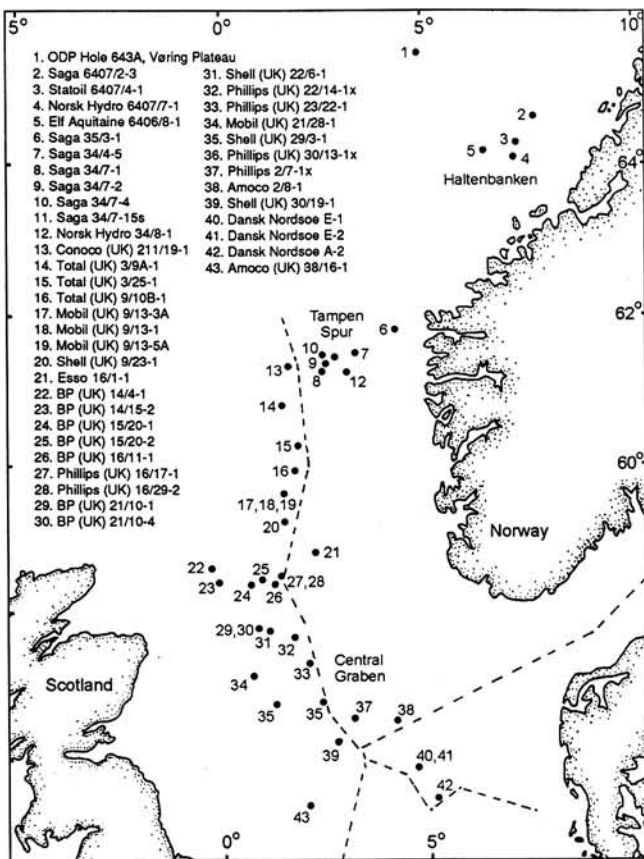 5° 0° 5° 10°
1. ODP Hole 643A, Vøring Plateau
2. Saga 6407/2-3
3. Statoil 6407/4-1
4. Norsk Hydro 6407/7-1
5. Elf Aquitaine 6406/8-1
6. Saga 35/3-1
7. Saga 34/4-5
8. Saga 34/7-1
9. Saga 34/7-2
10. Saga 34/7-4
11. Saga 34/7-15s
12. Norsk Hydro 34/8-1
13. Conoco (UK) 211/19-1
14. Total (UK) 3/9A-1
15. Total (UK) 3/25-1
16. Total (UK) 9/10B-1
17. Mobil (UK) 9/13-3A
18. Mobil (UK) 9/13-1
19. Mobil (UK) 9/13-5A
20. Shell (UK) 9/23-1
21. Esso 16/1-1
22. BP (UK) 14/4-1
23. BP (UK) 14/15-2
24. BP (UK) 15/20-1
25. BP (UK) 15/20-2
26. BP (UK) 16/11-1
27. Phillips (UK) 16/17-1
28. Phillips (UK) 16/29-2
29. BP (UK) 21/10-1
30. BP (UK) 21/10-4
31. Shell (UK) 22/6-1
32. Phillips (UK) 22/14-1x
33. Phillips (UK) 23/22-1
34. Mobil (UK) 21/28-1
35. Shell (UK) 29/3-1
36. Phillips (UK) 30/13-1x
37. Phillips 2/7-1x
38. Amoco 2/8-1
39. Shell (UK) 30/19-1
40. Dansk Nordsoe E-1
41. Dansk Nordsoe E-2
42. Dansk Nordsoe A-2
43. Amoco (UK) 38/16-1
1
2
3
5 4
64°
Haltenbanken
62°
Tampen
Spur
6
10 7
9
13 8 12
14
15
16
60°
17, 18, 19
20
Norway
21
22 25
23 24 26 27, 28
29,30
31 32
33
Central
Graben
34
Scotland
35 35 37 38
39
40,41
42
43
5° 0° 5°